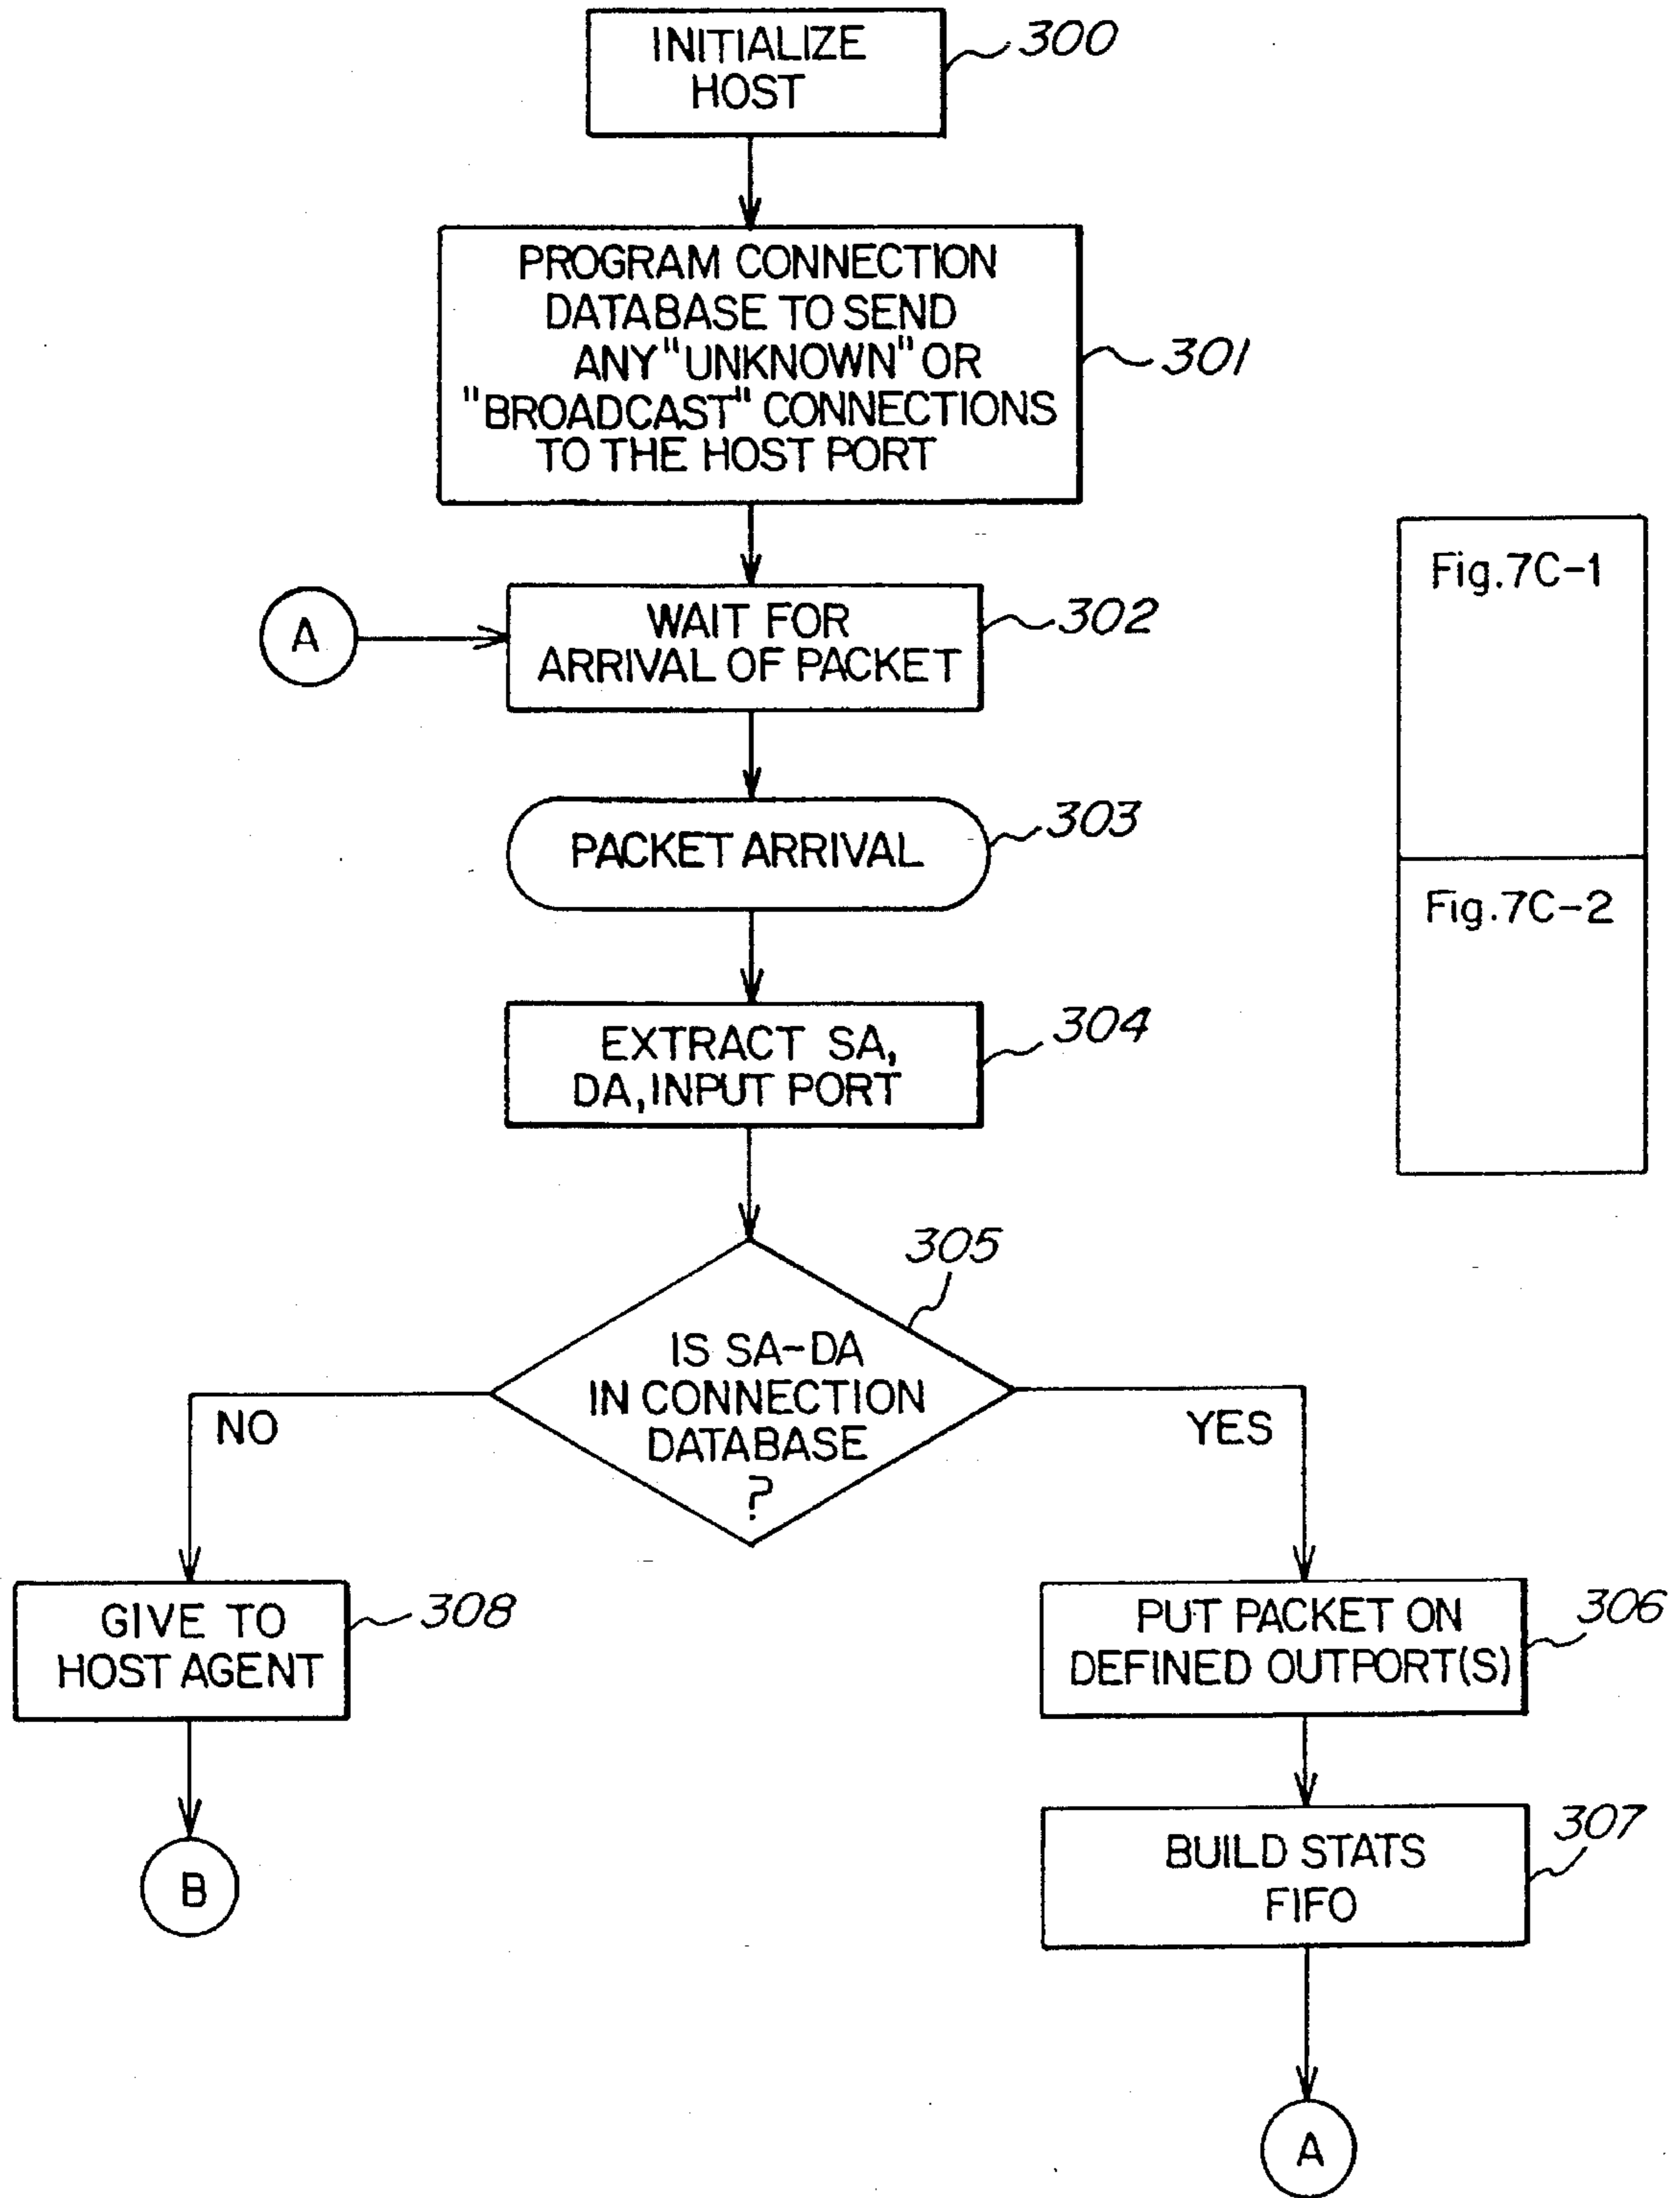 INITIALIZE
HOST
300
PROGRAM CONNECTION
DATABASE TO SEND
ANY "UNKNOWN" OR
"BROADCAST" CONNECTIONS
TO THE HOST PORT
301
A
WAIT FOR
ARRIVAL OF PACKET
302
Fig.7C-1
PACKET ARRIVAL
303
Fig.7C-2
EXTRACT SA,
DA, INPUT PORT
304
305
IS SA-DA
IN CONNECTION
DATABASE
?
NO
YES
GIVE TO
HOST AGENT
308
PUT PACKET ON
DEFINED OUTPORT(S)
306
B
BUILD STATS
FIFO
307
A